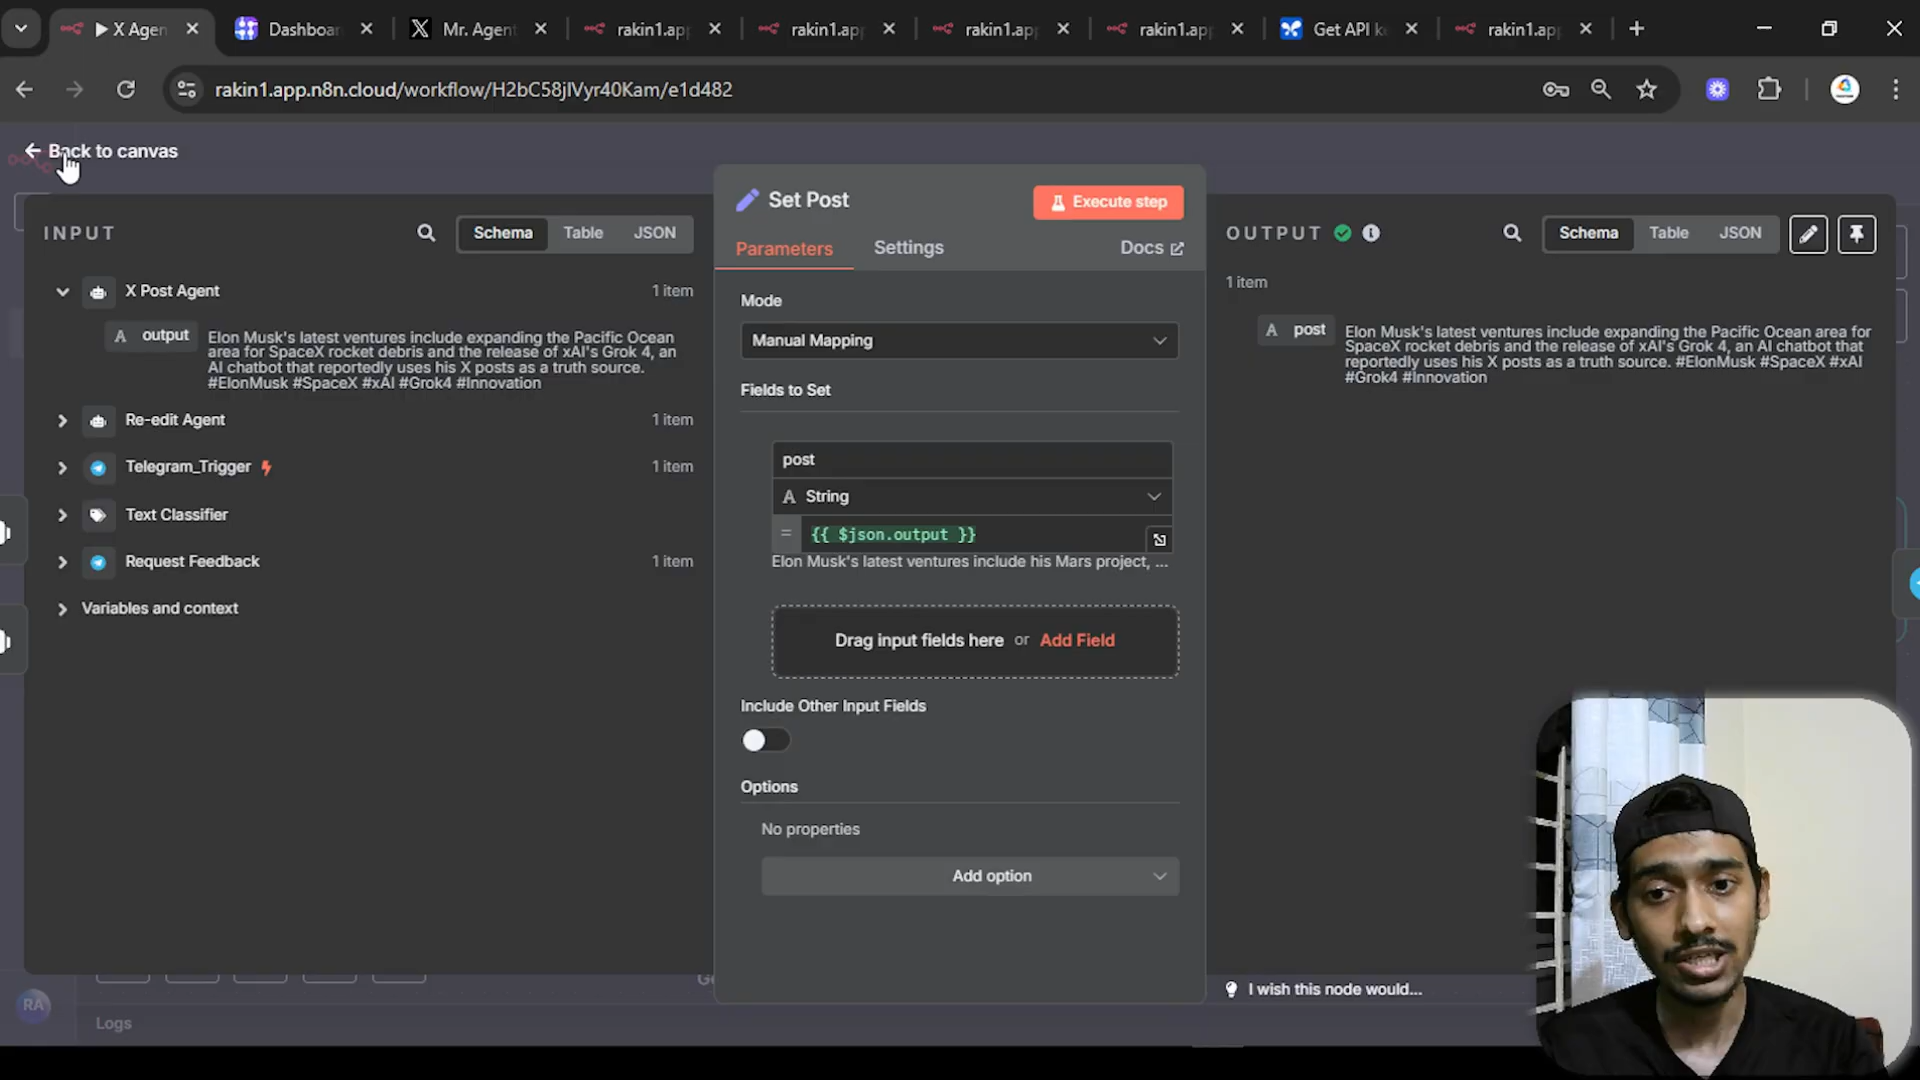 X Agen
Dashboar
Mr. Agent
rakin1.app
rakin1.app
rakin1.app
rakin1.app
Get API k
rakin1.app
rakin1.app.n8n.cloud/workflow/H2bC58jlVyr40Kam/e1d482
Back to canvas
INPUT
Schema
Table
JSON
X Post Agent
1 item
output
Elon Musk's latest ventures include expanding the Pacific Ocean
area for SpaceX rocket debris and the release of xAI's Grok 4, an
AI chatbot that reportedly uses his X posts as a truth source.
#ElonMusk #SpaceX #xAI #Grok4 #Innovation
Re-edit Agent
1 item
Telegram_Trigger
1 item
Text Classifier
Request Feedback
1 item
Variables and context
Set Post
Execute step
Parameters
Settings
Docs
Mode
Manual Mapping
Fields to Set
post
A String
= {{ $json.output }}
Elon Musk's latest ventures include his Mars project, ...
Drag input fields here or Add Field
Include Other Input Fields
Options
No properties
Add option
OUTPUT
Schema
Table
JSON
1 item
A post
Elon Musk's latest ventures include expanding the Pacific Ocean area for
SpaceX rocket debris and the release of xAI's Grok 4, an AI chatbot that
reportedly uses his X posts as a truth source. #ElonMusk #SpaceX #xAI
#Grok4 #Innovation
I wish this node would...
RA
Logs